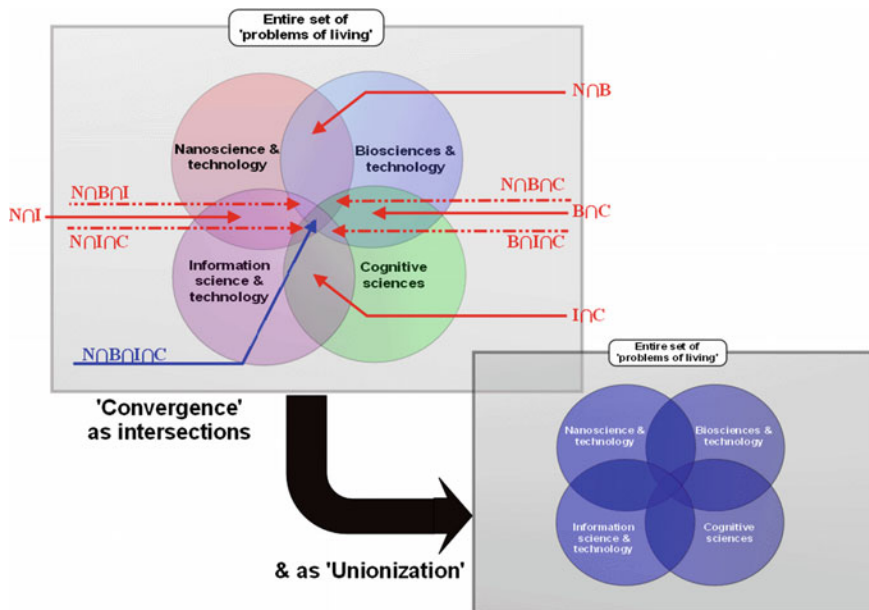 Entire set of
'problems of living'
N∩B
Nanoscience &
technology
Biosciences &
technology
N∩B∩I
N∩B∩C
N∩I
B∩C
N∩I∩C
B∩I∩C
Information
science &
technology
Cognitive
sciences
I∩C
N∩B∩I∩C
'Convergence'
as intersections
Entire set of
'problems of living'
Nanoscience &
technology
Biosciences &
technology
Information
science &
technology
Cognitive
sciences
& as 'Unionization'